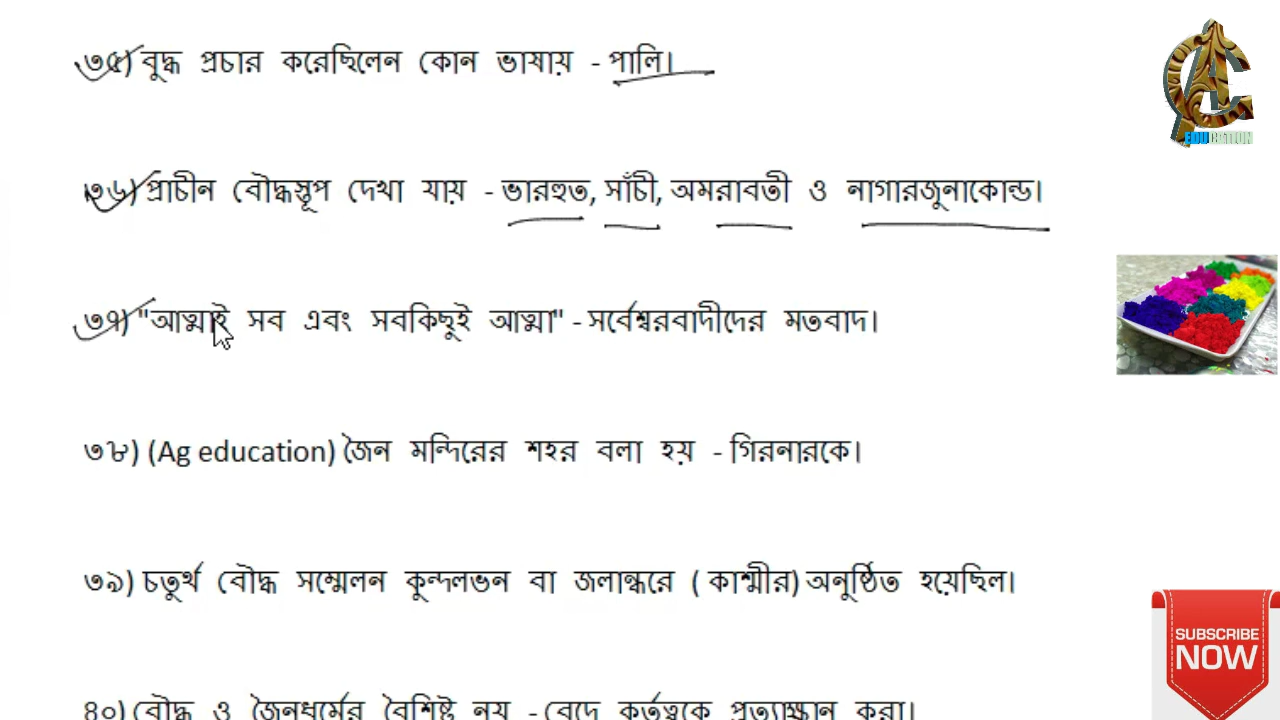 ৩৫) বুদ্ধ প্রচার করেছিলেন কোন ভাষায় - পালি।
৩৬) প্রাচীন বৌদ্ধস্তূপ দেখা যায় - ভারহুত, সাঁচী, অমরাবতী ও নাগারজুনাকোন্ড।
৩৭) "আত্মাই সব এবং সবকিছুই আত্মা" - সর্বেশ্বরবাদীদের মতবাদ।
৩৮) (Ag education) জৈন মন্দিরের শহর বলা হয় - গিরনারকে।
৩৯) চতুর্থ বৌদ্ধ সম্মেলন কুন্দলভন বা জলান্ধরে ( কাশ্মীর) অনুষ্ঠিত হয়েছিল।
৪০) বৌদ্ধ ও জৈনধর্মের বৈশিষ্ট নয় - বেদে কর্তৃত্বকে প্রত্যাক্ষান করা।
EDUCATION
SUBSCRIBE
NOW